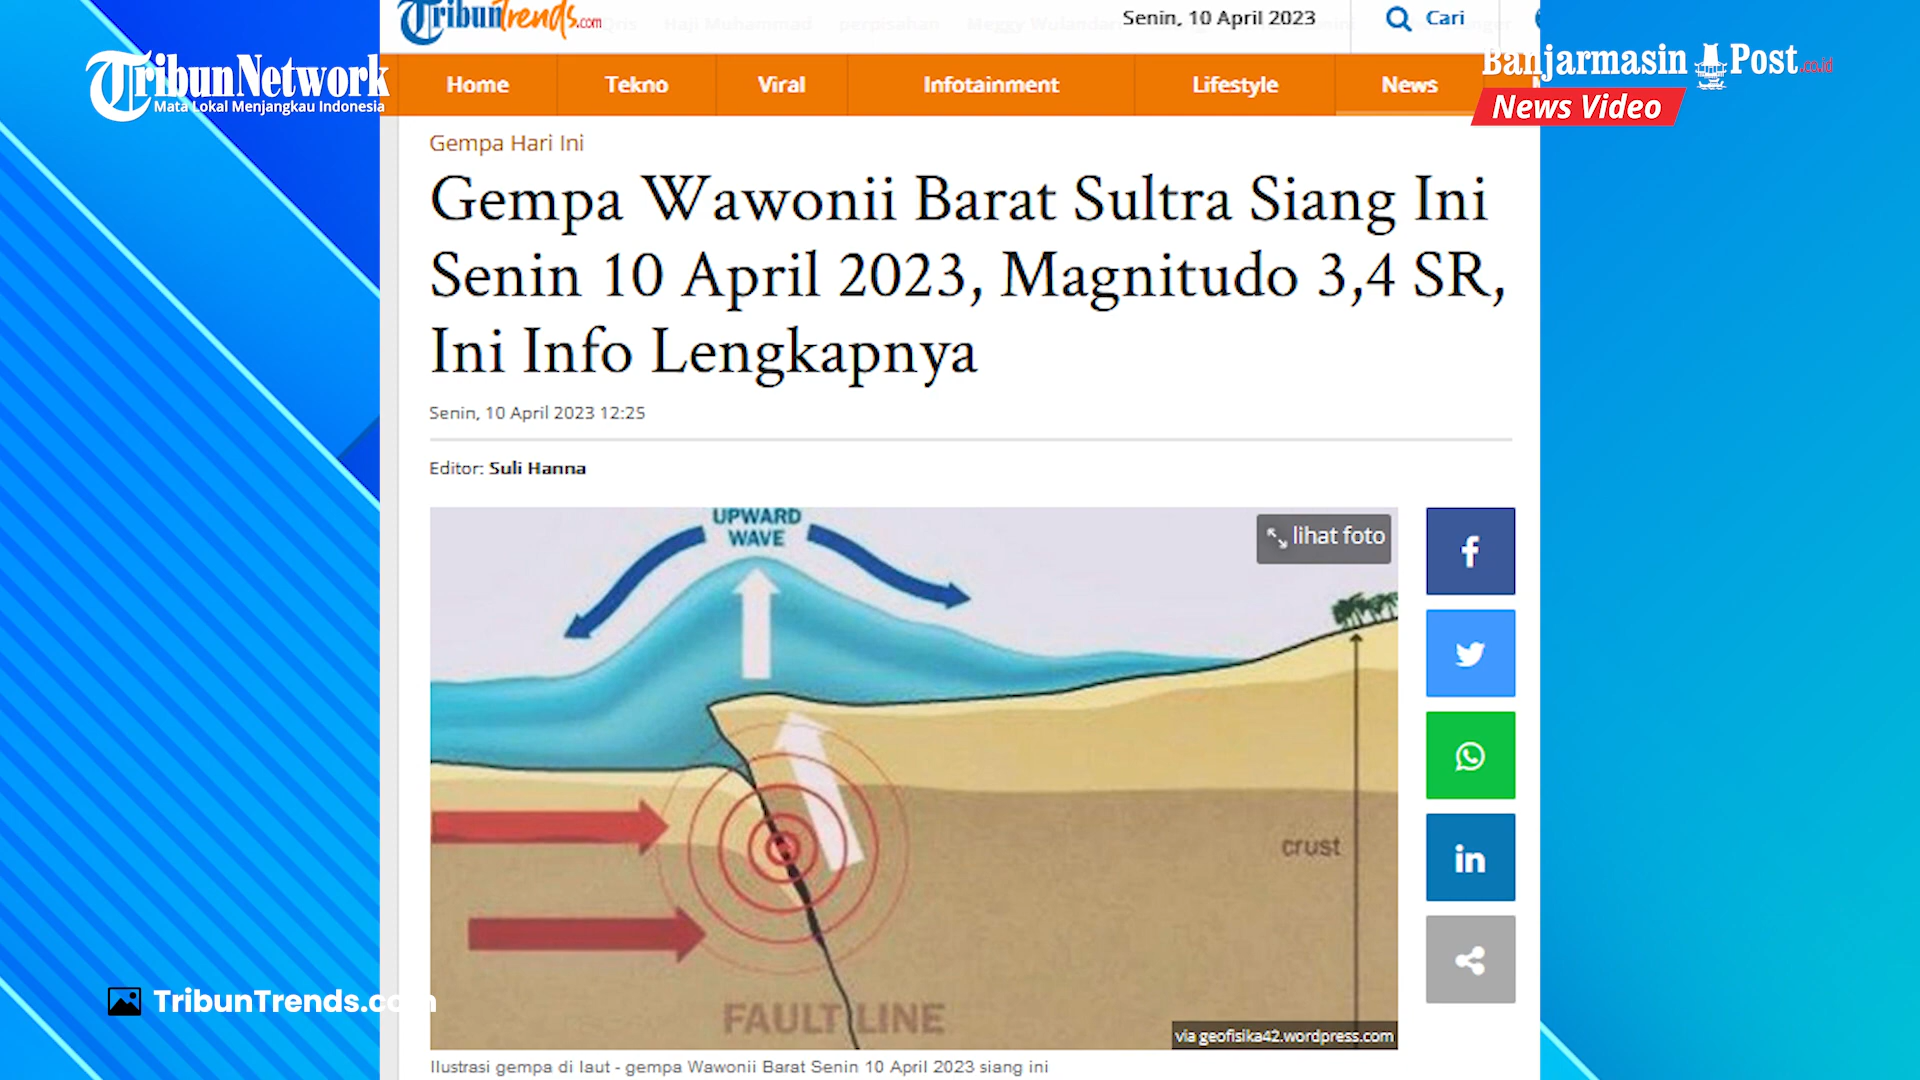 TribunTrends.com
Senin, 10 April 2023
Cari
TribunNetwork
Mata Lokal Menjangkau Indonesia
Banjarmasin Post.co.id
News Video
Home Tekno Viral Infotainment Lifestyle News
Gempa Hari Ini
Gempa Wawonii Barat Sultra Siang Ini
Senin 10 April 2023, Magnitudo 3,4 SR,
Ini Info Lengkapnya
Senin, 10 April 2023 12:25
Editor: Suli Hanna
UPWARD
WAVE
lihat foto
crust
FAULT LINE
via geofisika42.wordpress.com
TribunTrends.com
Ilustrasi gempa di laut - gempa Wawonii Barat Senin 10 April 2023 siang ini